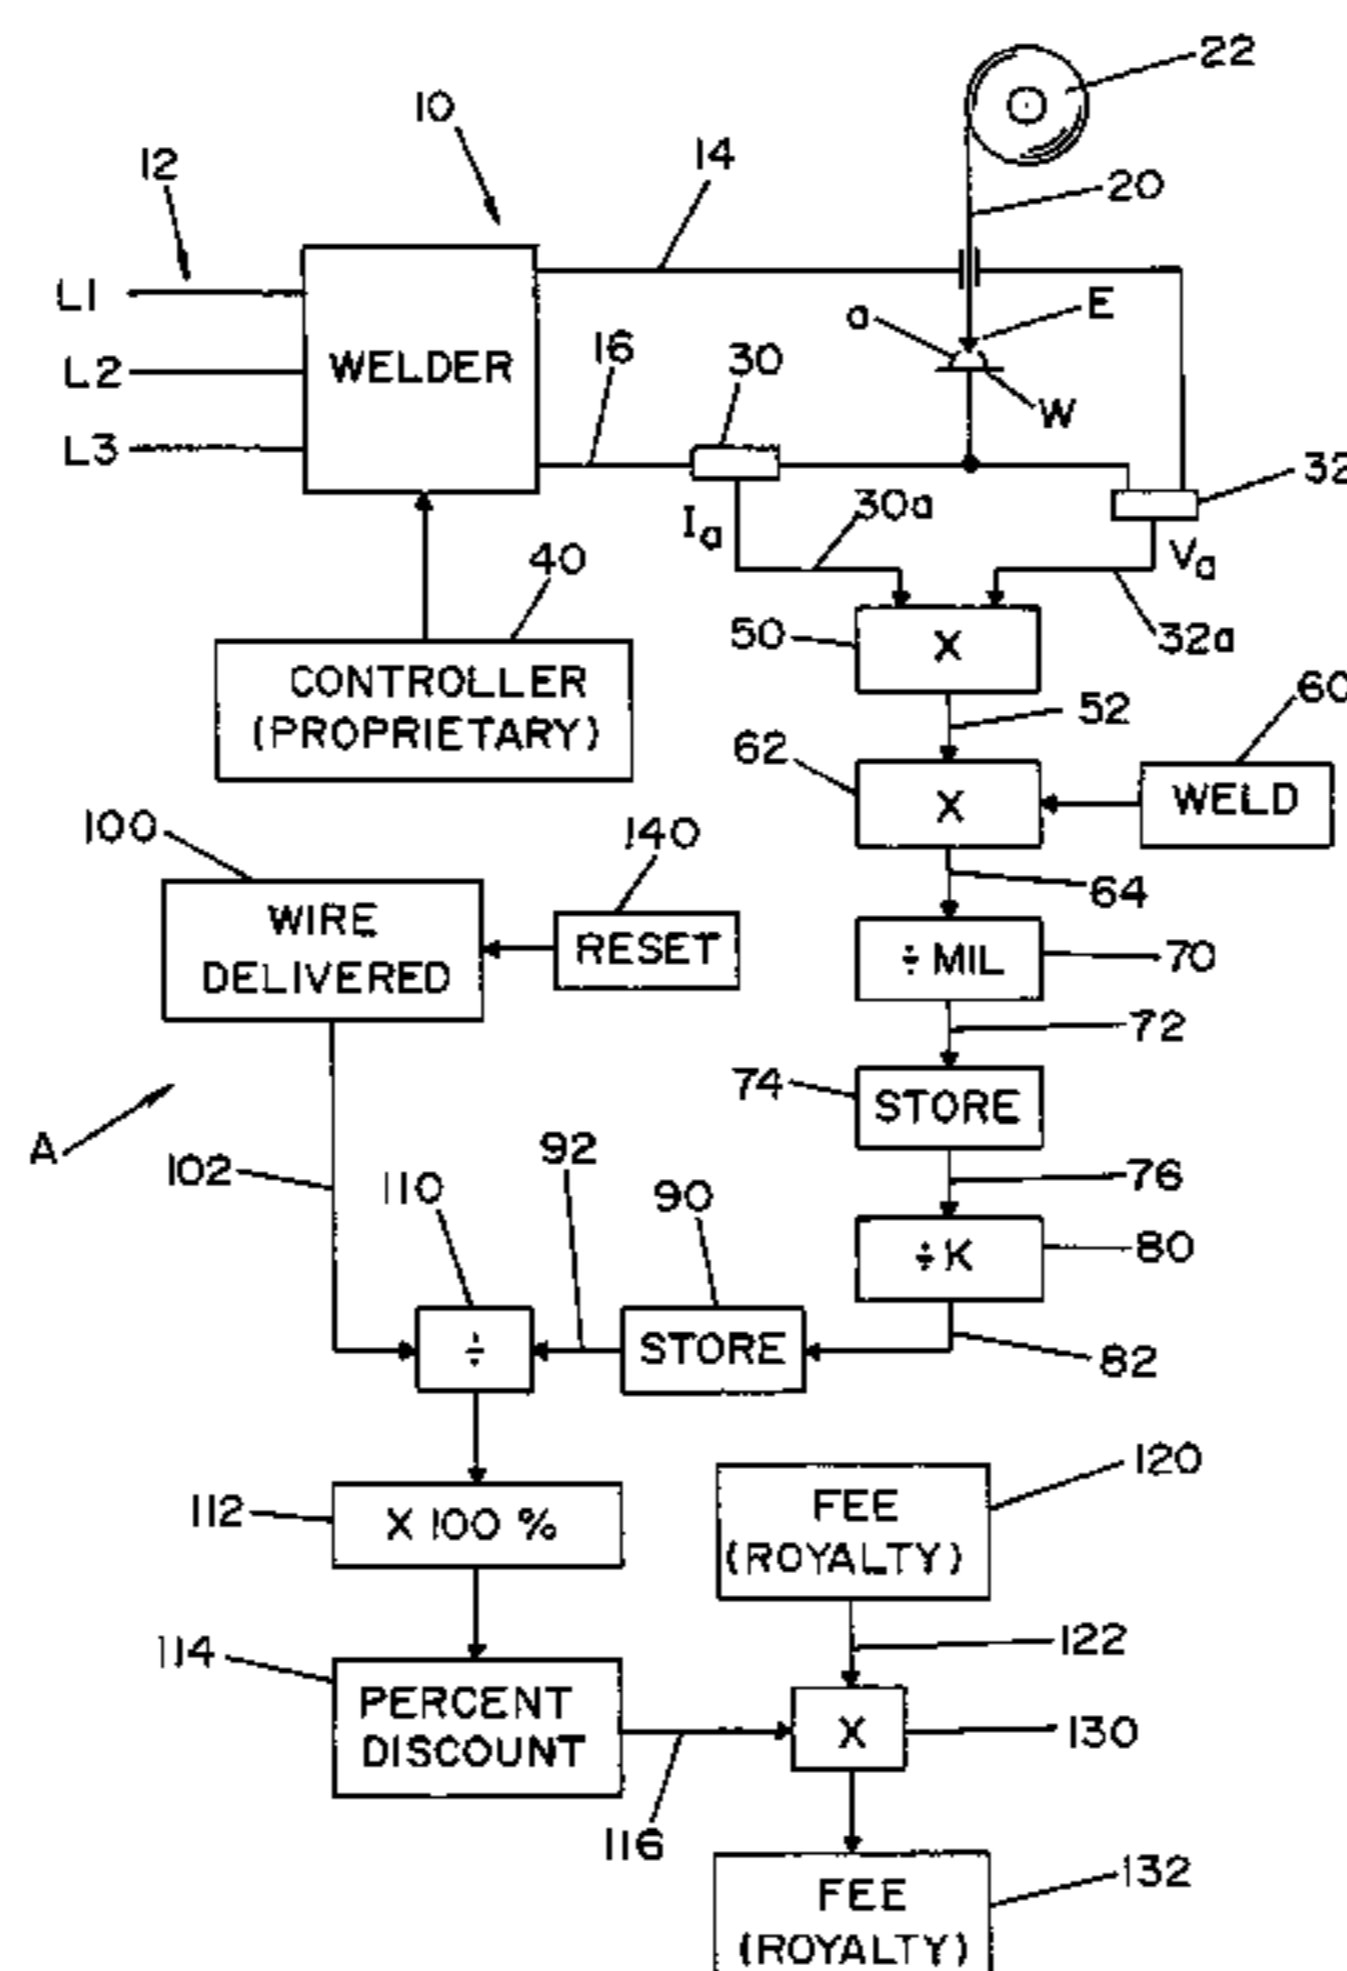 22
10
14
12
20
L1
a
E
WELDER
16
30
L2
W
L3
32
Ia
30a
Va
40
50
X
32a
CONTROLLER
(PROPRIETARY)
52
60
62
X
WELD
100
140
64
WIRE
DELIVERED
RESET
÷ MIL
70
72
74
STORE
A
102
110
92
90
76
÷ K
80
÷
STORE
82
120
112
X 100 %
FEE
(ROYALTY)
122
114
PERCENT
DISCOUNT
X
130
116
132
FEE
(ROYALTY)